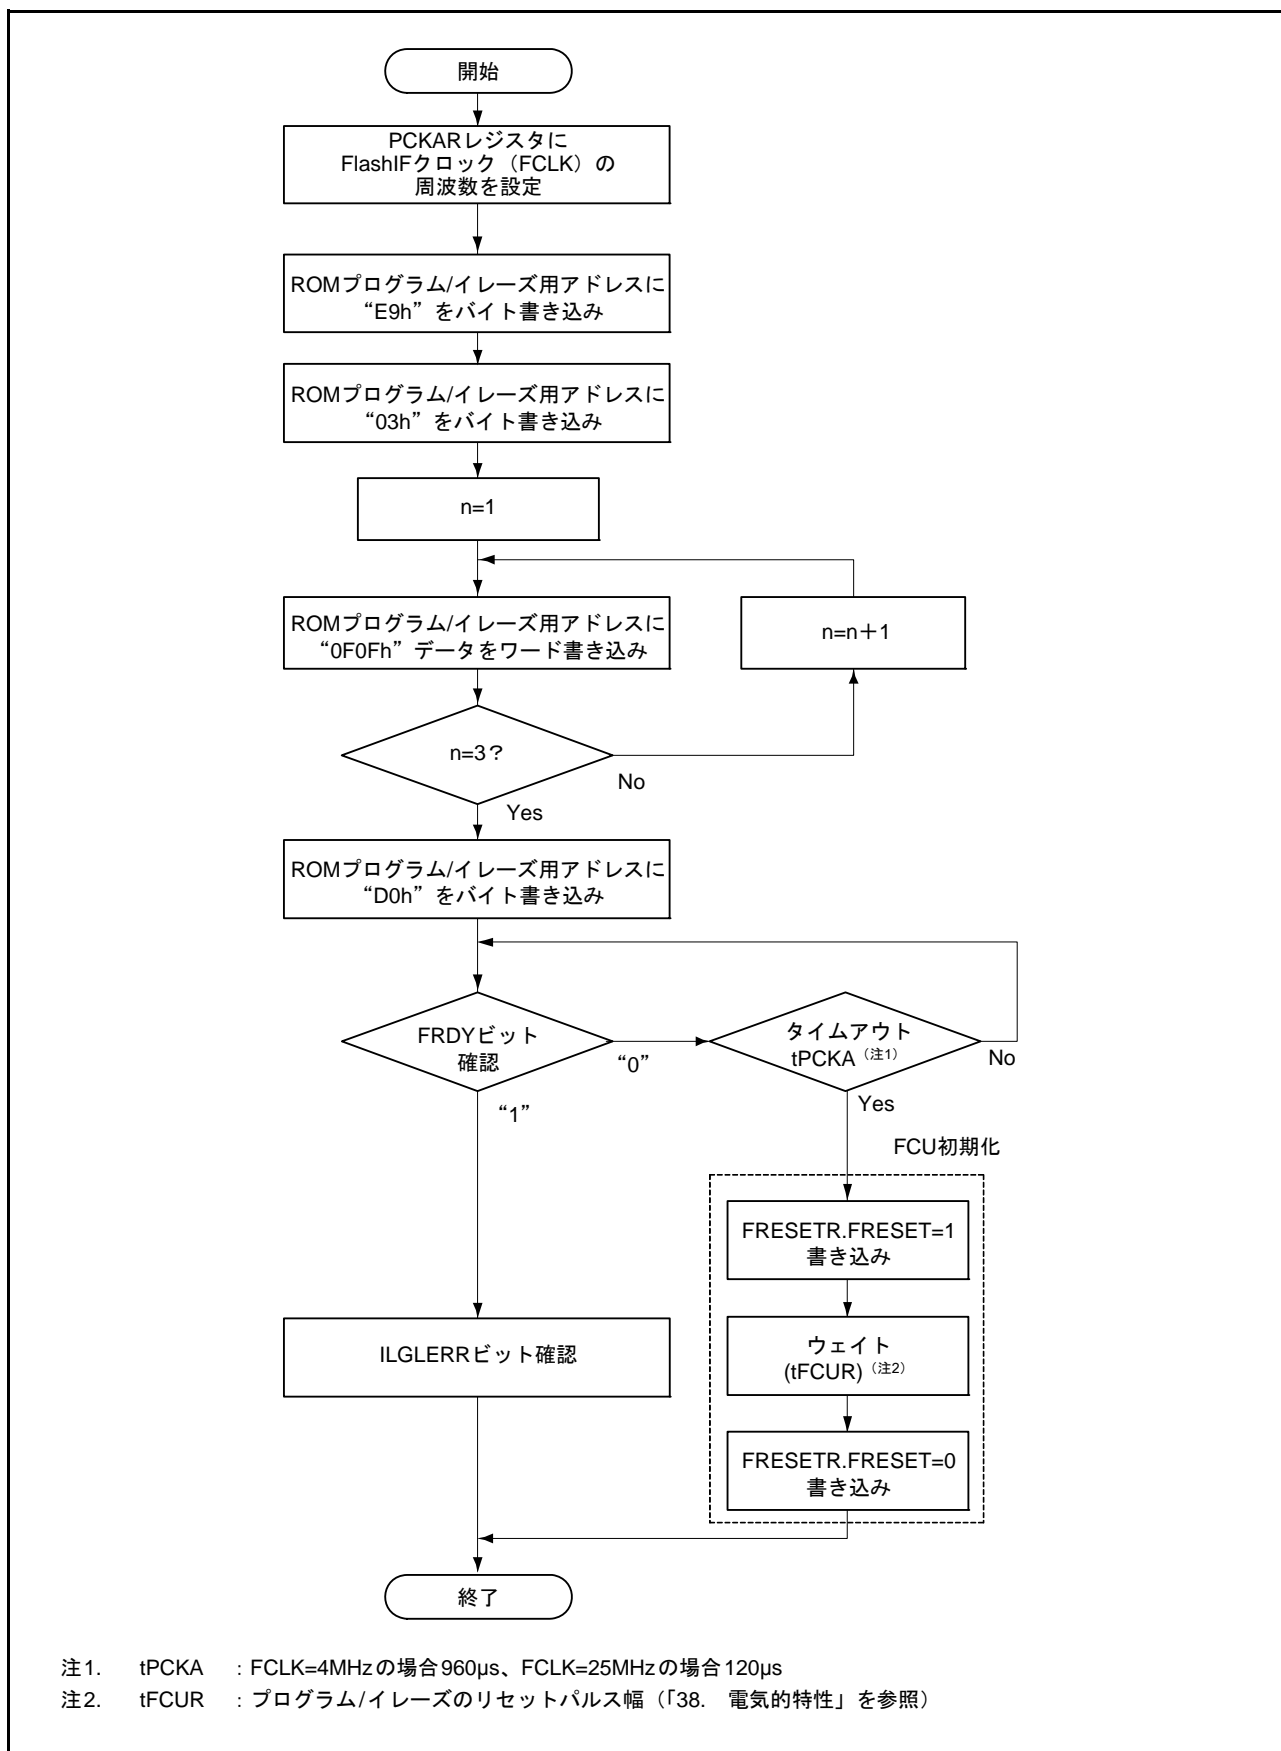 開始
PCKARレジスタに
FlashIFクロック（FCLK）の
周波数を設定
ROMプログラム/イレーズ用アドレスに
“E9h”をバイト書き込み
ROMプログラム/イレーズ用アドレスに
“03h”をバイト書き込み
n=1
ROMプログラム/イレーズ用アドレスに
“0F0Fh”データをワード書き込み
n=n＋1
n=3？
No
Yes
ROMプログラム/イレーズ用アドレスに
“D0h”をバイト書き込み
FRDYビット
確認
“0”
“1”
タイムアウト
tPCKA（注1）
No
Yes
FCU初期化
FRESETR.FRESET=1
書き込み
ウェイト
(tFCUR)（注2）
FRESETR.FRESET=0
書き込み
ILGLERRビット確認
終了
注1. tPCKA ：FCLK=4MHzの場合960µs、FCLK=25MHzの場合120µs
注2. tFCUR ：プログラム/イレーズのリセットパルス幅（「38. 電気的特性」を参照）